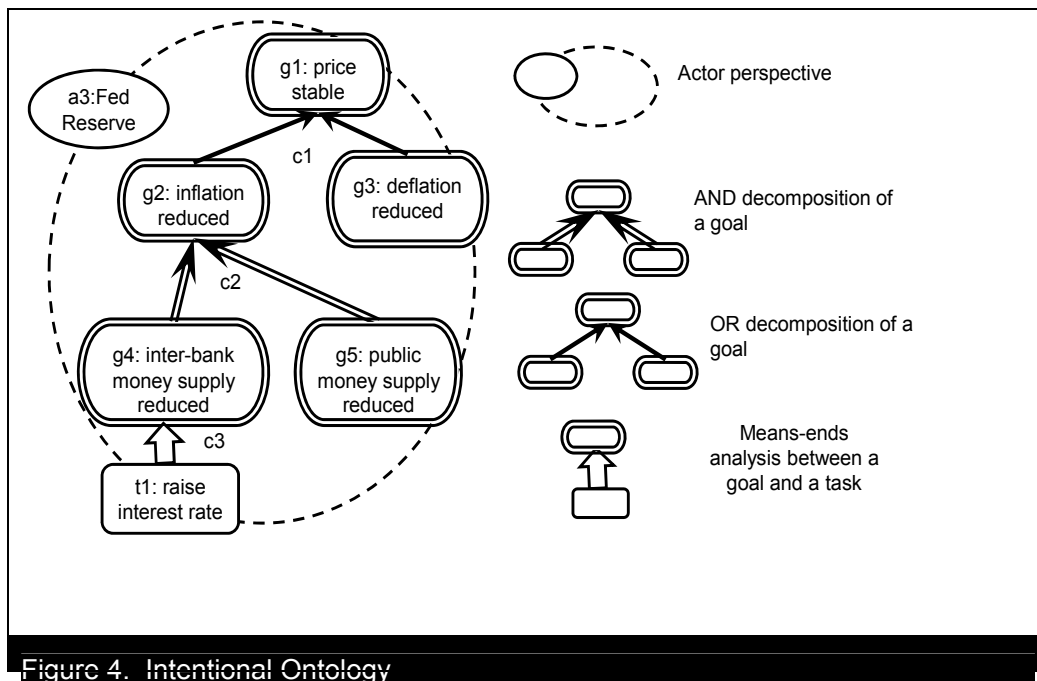 g1: price
stable
a3:Fed
Reserve
c1
g2: inflation
reduced
g3: deflation
reduced
c2
g4: inter-bank
money supply
reduced
g5: public
money supply
reduced
c3
t1: raise
interest rate
Actor perspective
AND decomposition of
a goal
OR decomposition of a
goal
Means-ends
analysis between a
goal and a task
Figure 4. Intentional Ontology